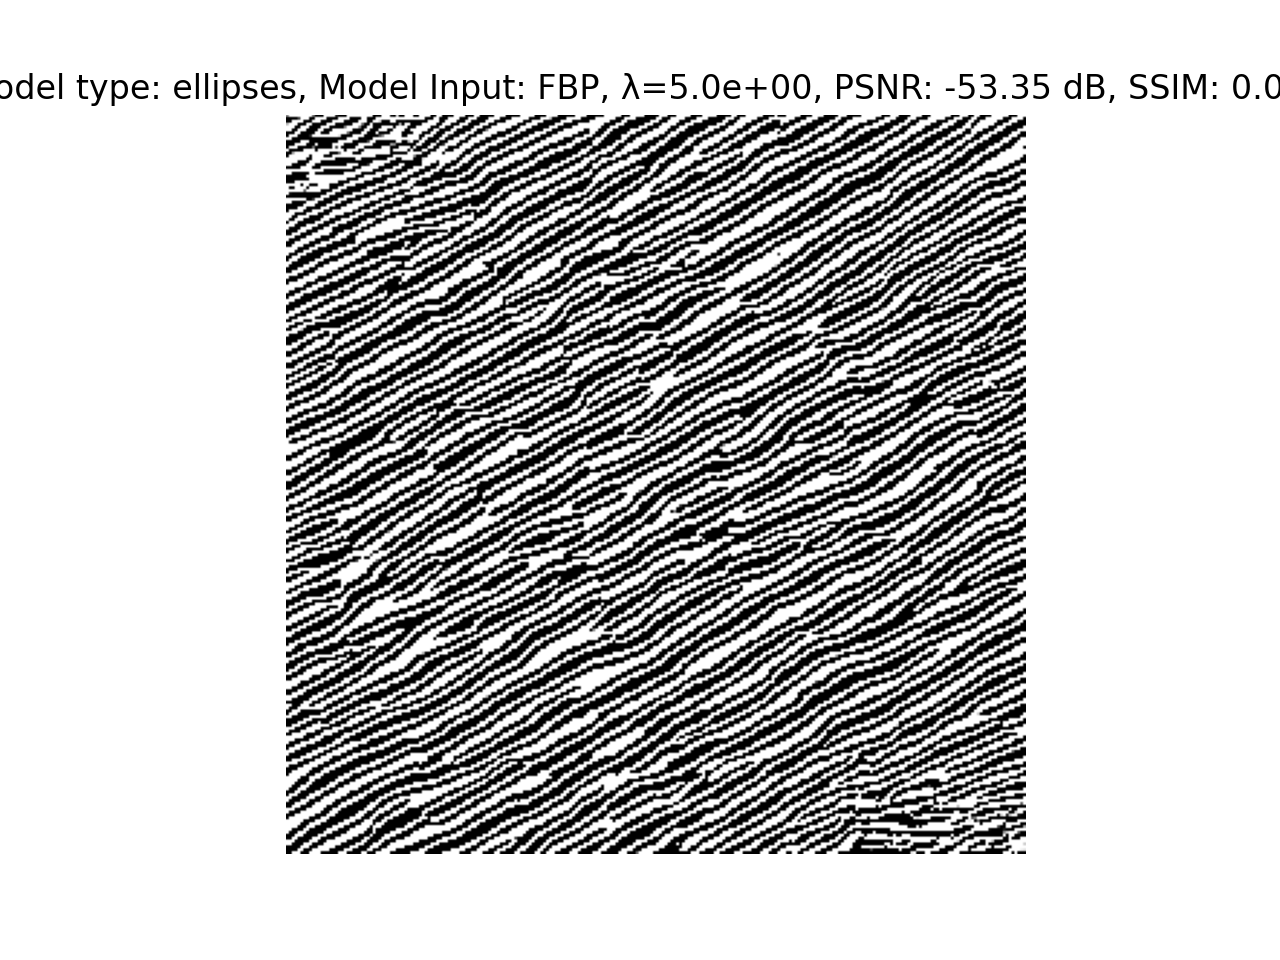 odel type: ellipses, Model Input: FBP, λ=5.0e+00, PSNR: -53.35 dB, SSIM: 0.0